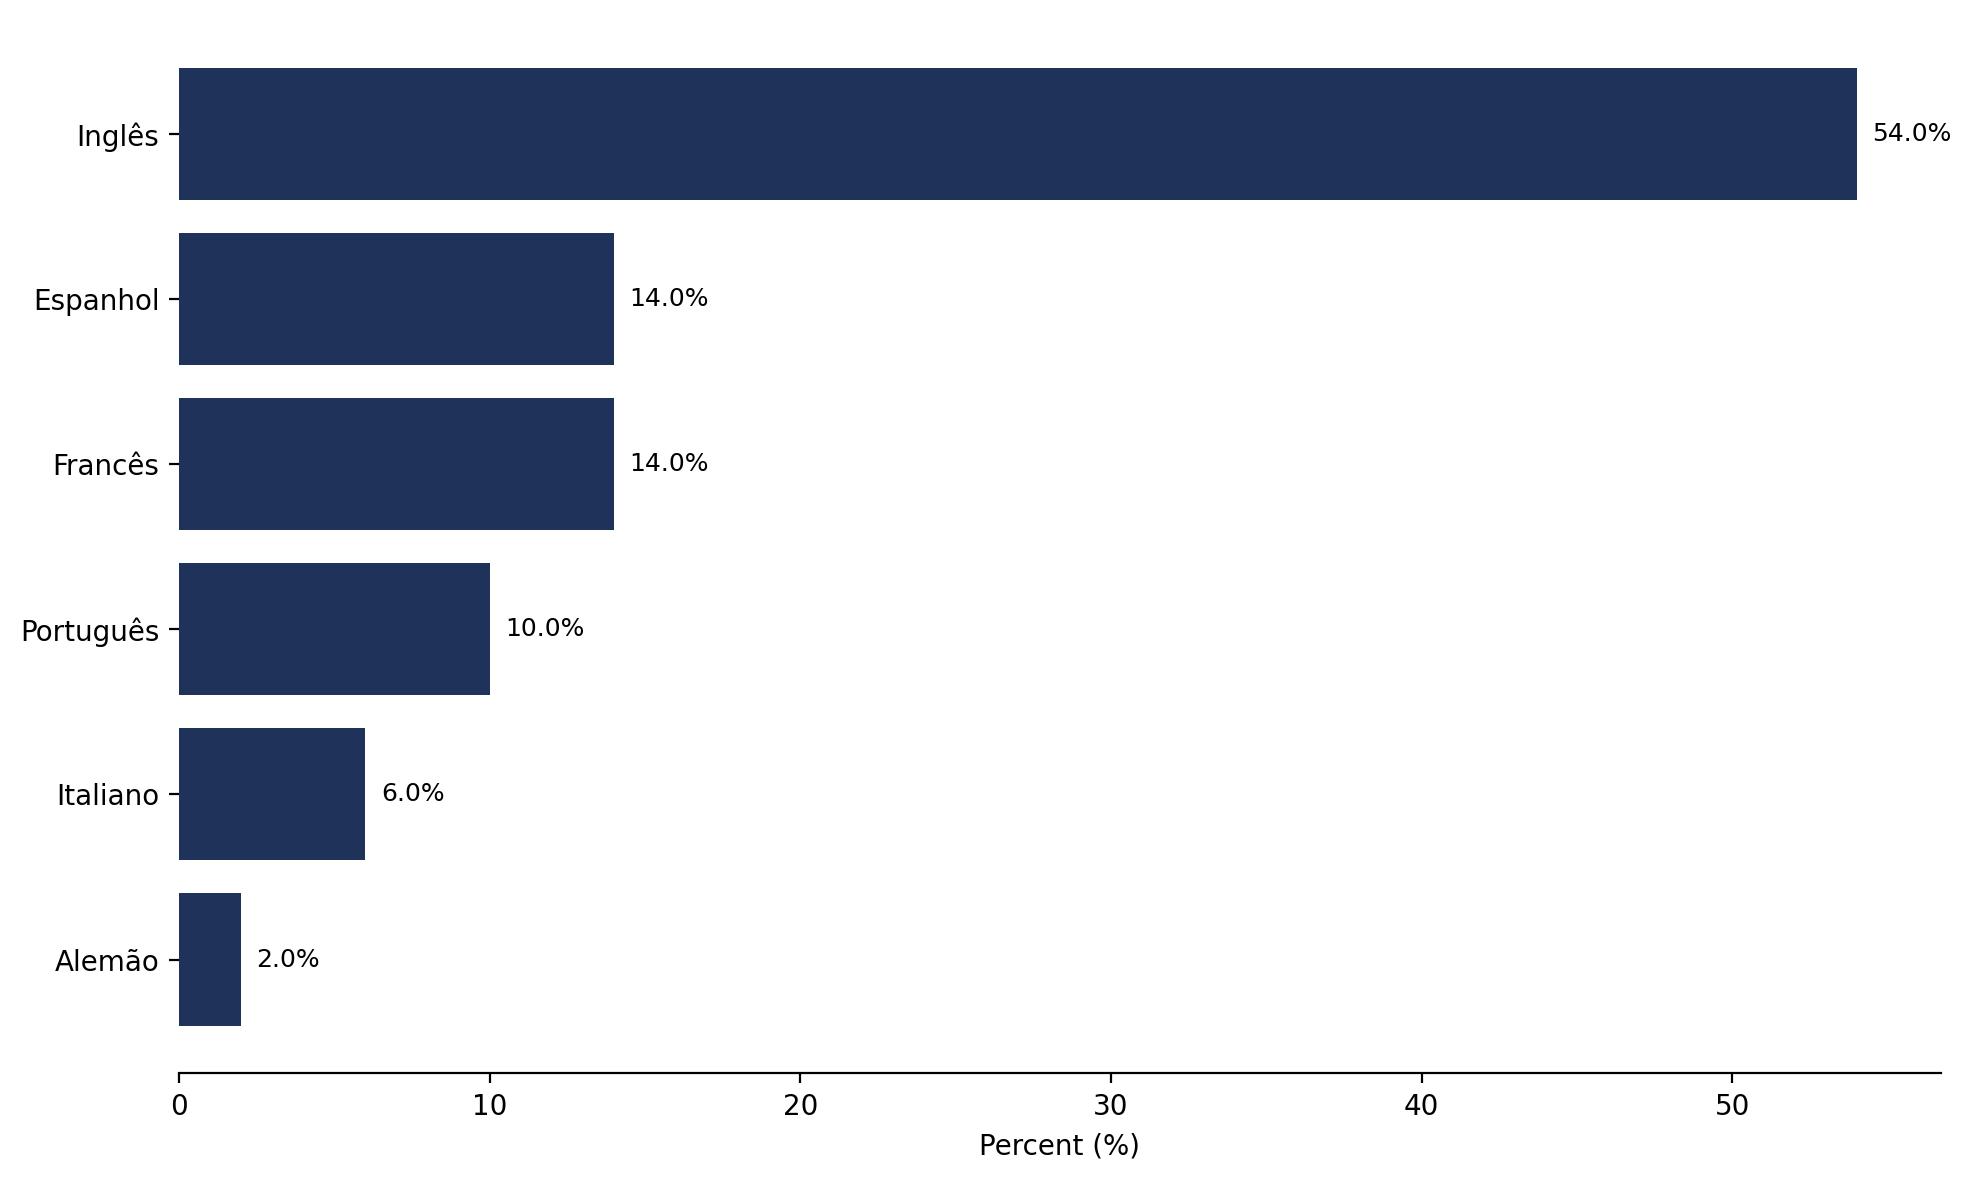 Inglês 54.0%
Espanhol 14.0%
Francês 14.0%
Português 10.0%
Italiano 6.0%
Alemão 2.0%
0 10 20 30 40 50
Percent (%)